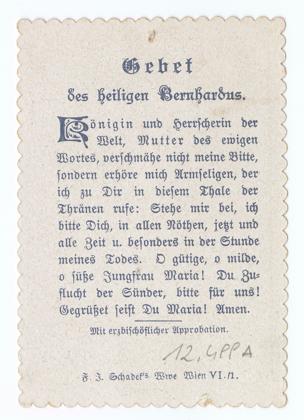 Gebet
des heiligen Bernhardus.
Königin und Herrscherin der
Welt, Mutter des ewigen
Wortes, verschmähe nicht meine Bitte,
sondern erhöre mich Armseligen, der
ich zu Dir in diesem Thale der
Thränen rufe: Stehe mir bei, ich
bitte Dich, in allen Nöthen, jetzt und
alle Zeit u. besonders in der Stunde
meines Todes. O gütige, o milde,
o süße Jungfrau Maria! Du Zu-
flucht der Sünder, bitte für uns!
Gegrüßet seist Du Maria! Amen.
Mit erzbischöflicher Approbation.
12.499 A
F. J. Schadek's Wwe Wien VI./1.